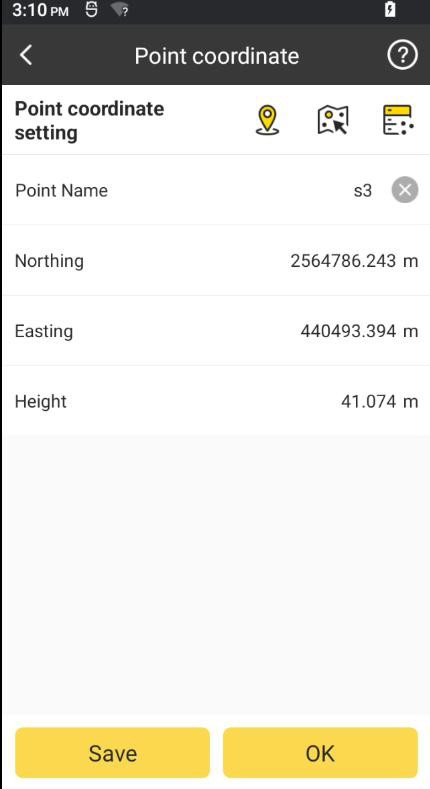 3:10 PM
Point coordinate
Point coordinate
setting
Point Name s3
Northing 2564786.243 m
Easting 440493.394 m
Height 41.074 m
Save OK